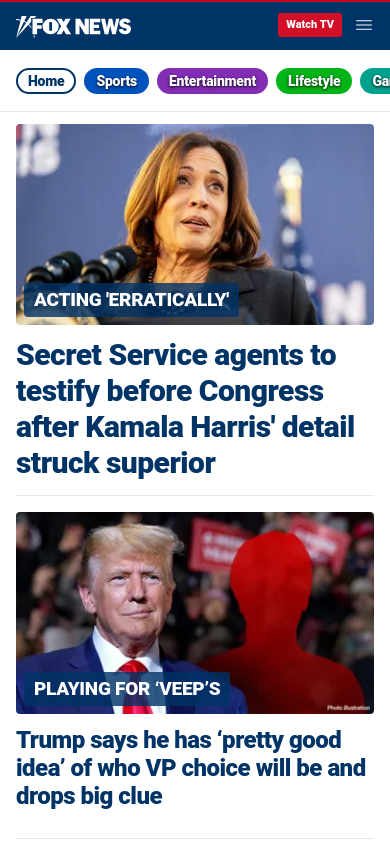 FOX NEWS
Watch TV
Home
Sports
Entertainment
Lifestyle
ACTING 'ERRATICALLY'
Secret Service agents to
testify before Congress
after Kamala Harris' detail
struck superior
PLAYING FOR ‘VEEP’S
Photo illustration
Trump says he has ‘pretty good
idea’ of who VP choice will be and
drops big clue